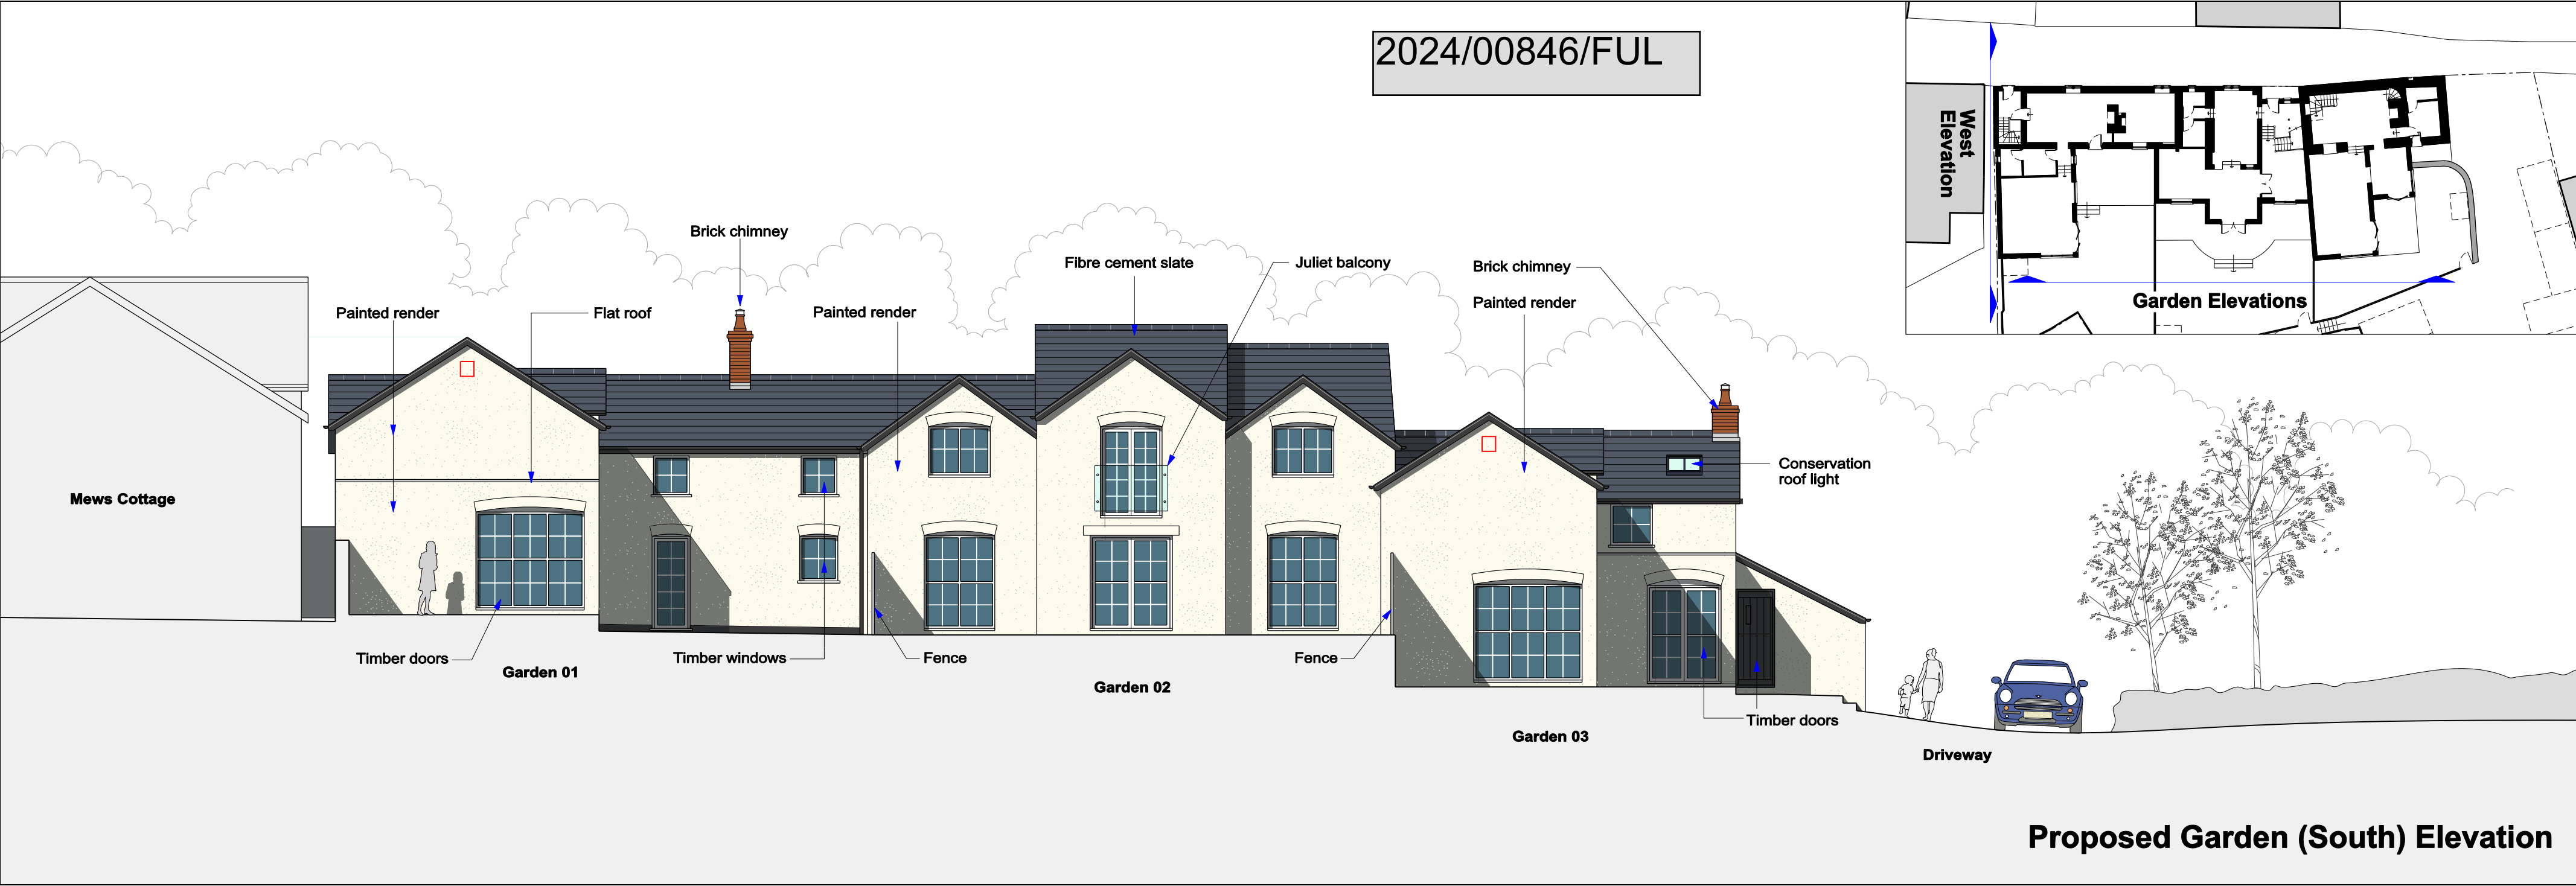 2024/00846/FUL
West
Elevation
Garden Elevations
Brick chimney
Fibre cement slate
Juliet balcony
Brick chimney
Painted render
Flat roof
Painted render
Painted render
Conservation
roof light
Mews Cottage
Timber doors
Garden 01
Timber windows
Fence
Garden 02
Fence
Timber doors
Garden 03
Driveway
Proposed Garden (South) Elevation